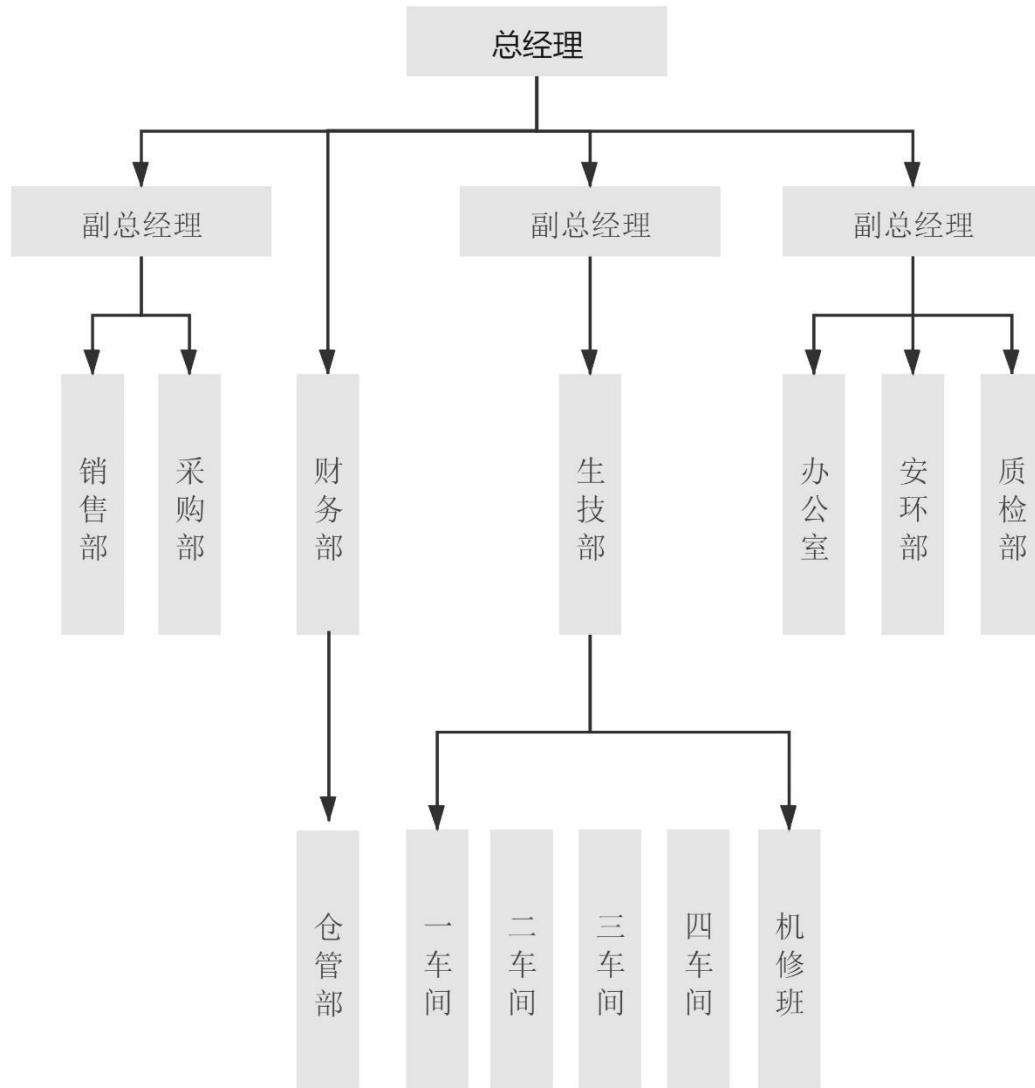 总经理
副总经理
副总经理
副总经理
销售部
采购部
财务部
生技部
办公室
安环部
质检部
仓管部
一车间
二车间
三车间
四车间
机修班